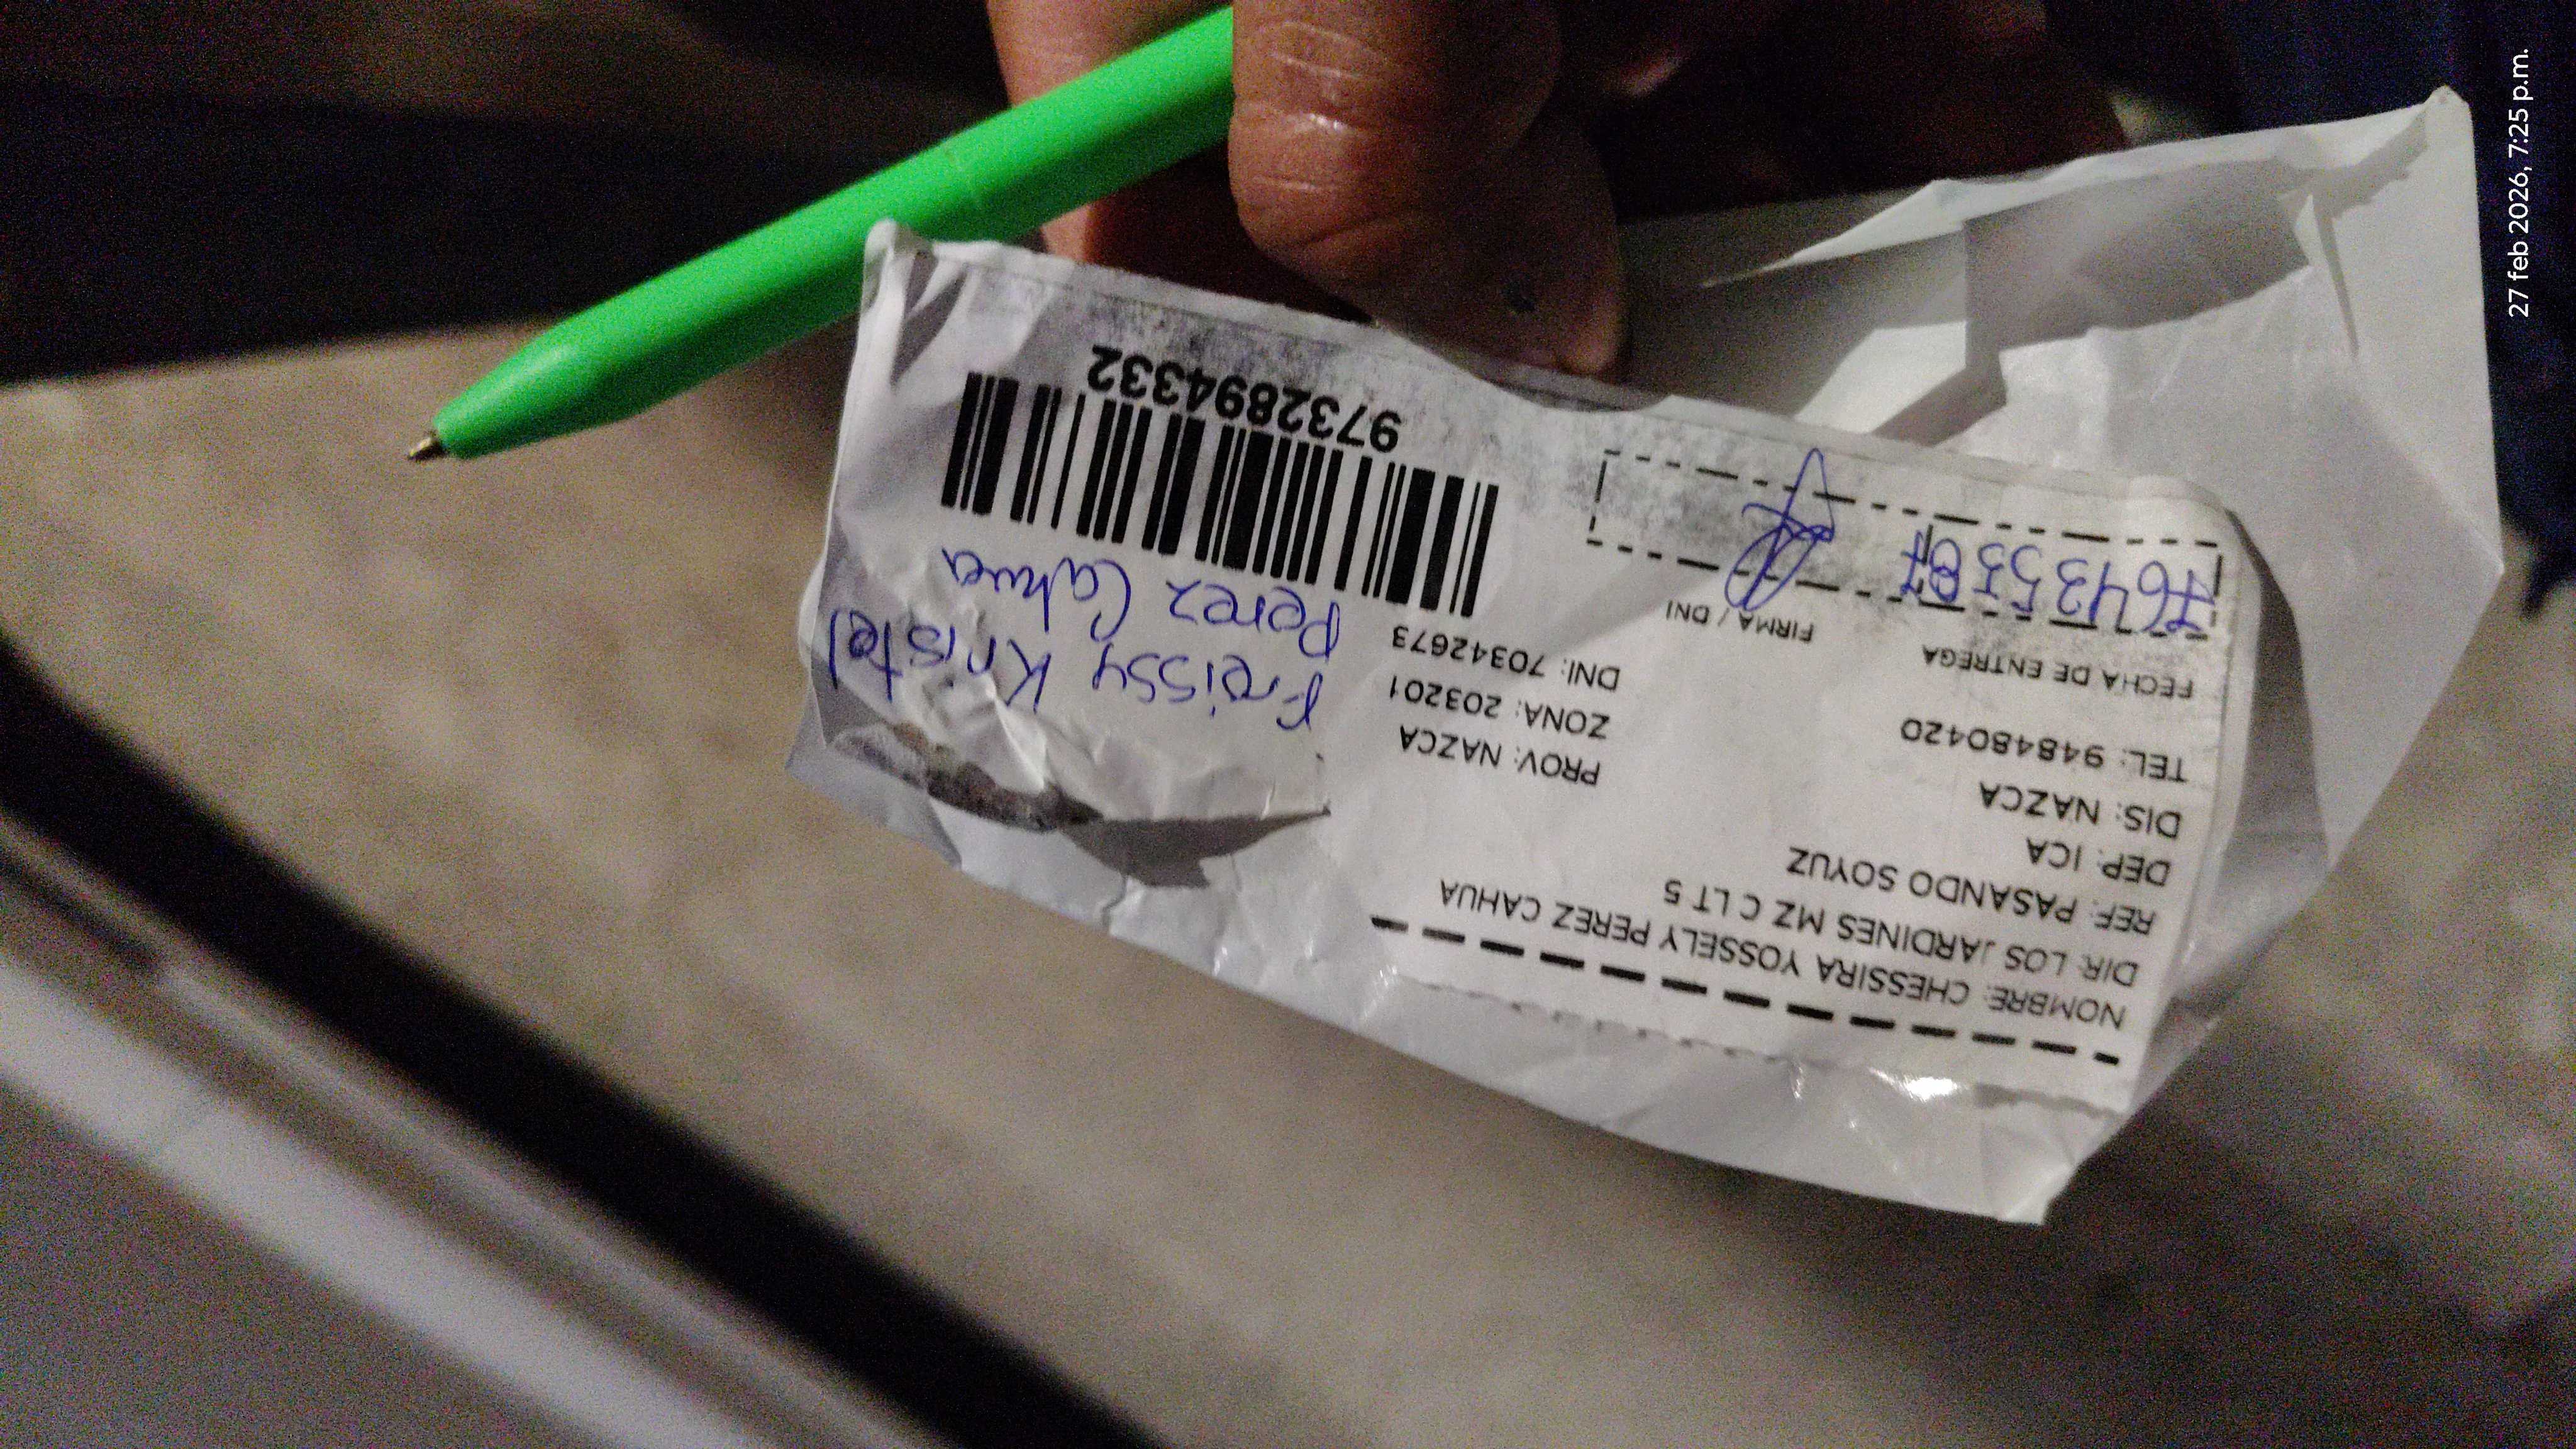 NOMBRE: CHESSIRA YOSSELY PEREZ CAHUA
DIR: LOS JARDINES MZ C LT 5
REF: PASANDO SOYUZ
DEP: ICA
DIS: NAZCA PROV: NAZCA
TEL: 948480420 ZONA: 203201
DNI: 70342673
FECHA DE ENTREGA FIRMA / DNI
Freissy Kristel
Perez Cahua
9732894332
27 feb 2026, 7:25 p.m.